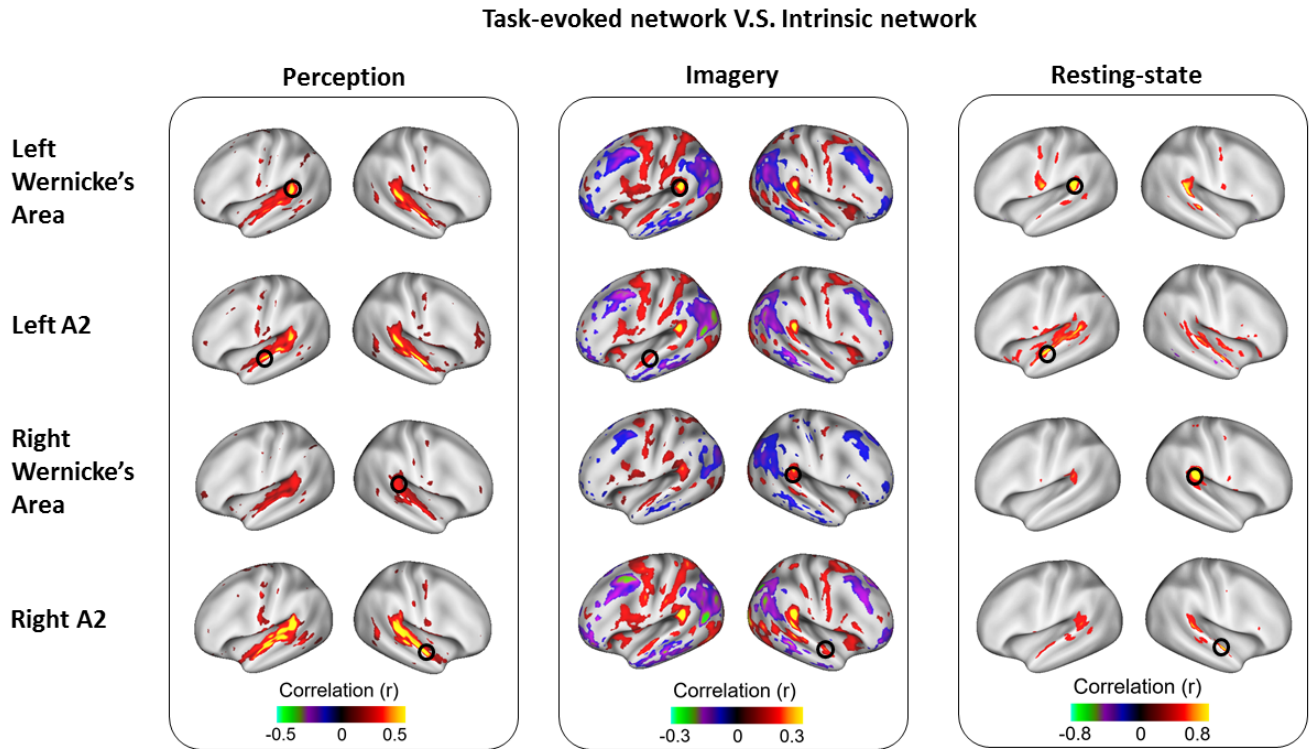 Task-evoked network V.S. Intrinsic network
Perception
Imagery
Resting-state
Left
Wernicke's
Area
Left A2
Right
Wernicke's
Area
Right A2
Correlation (r)
-0.5 0 0.5
Correlation (r)
-0.3 0 0.3
Correlation (r)
-0.8 0 0.8